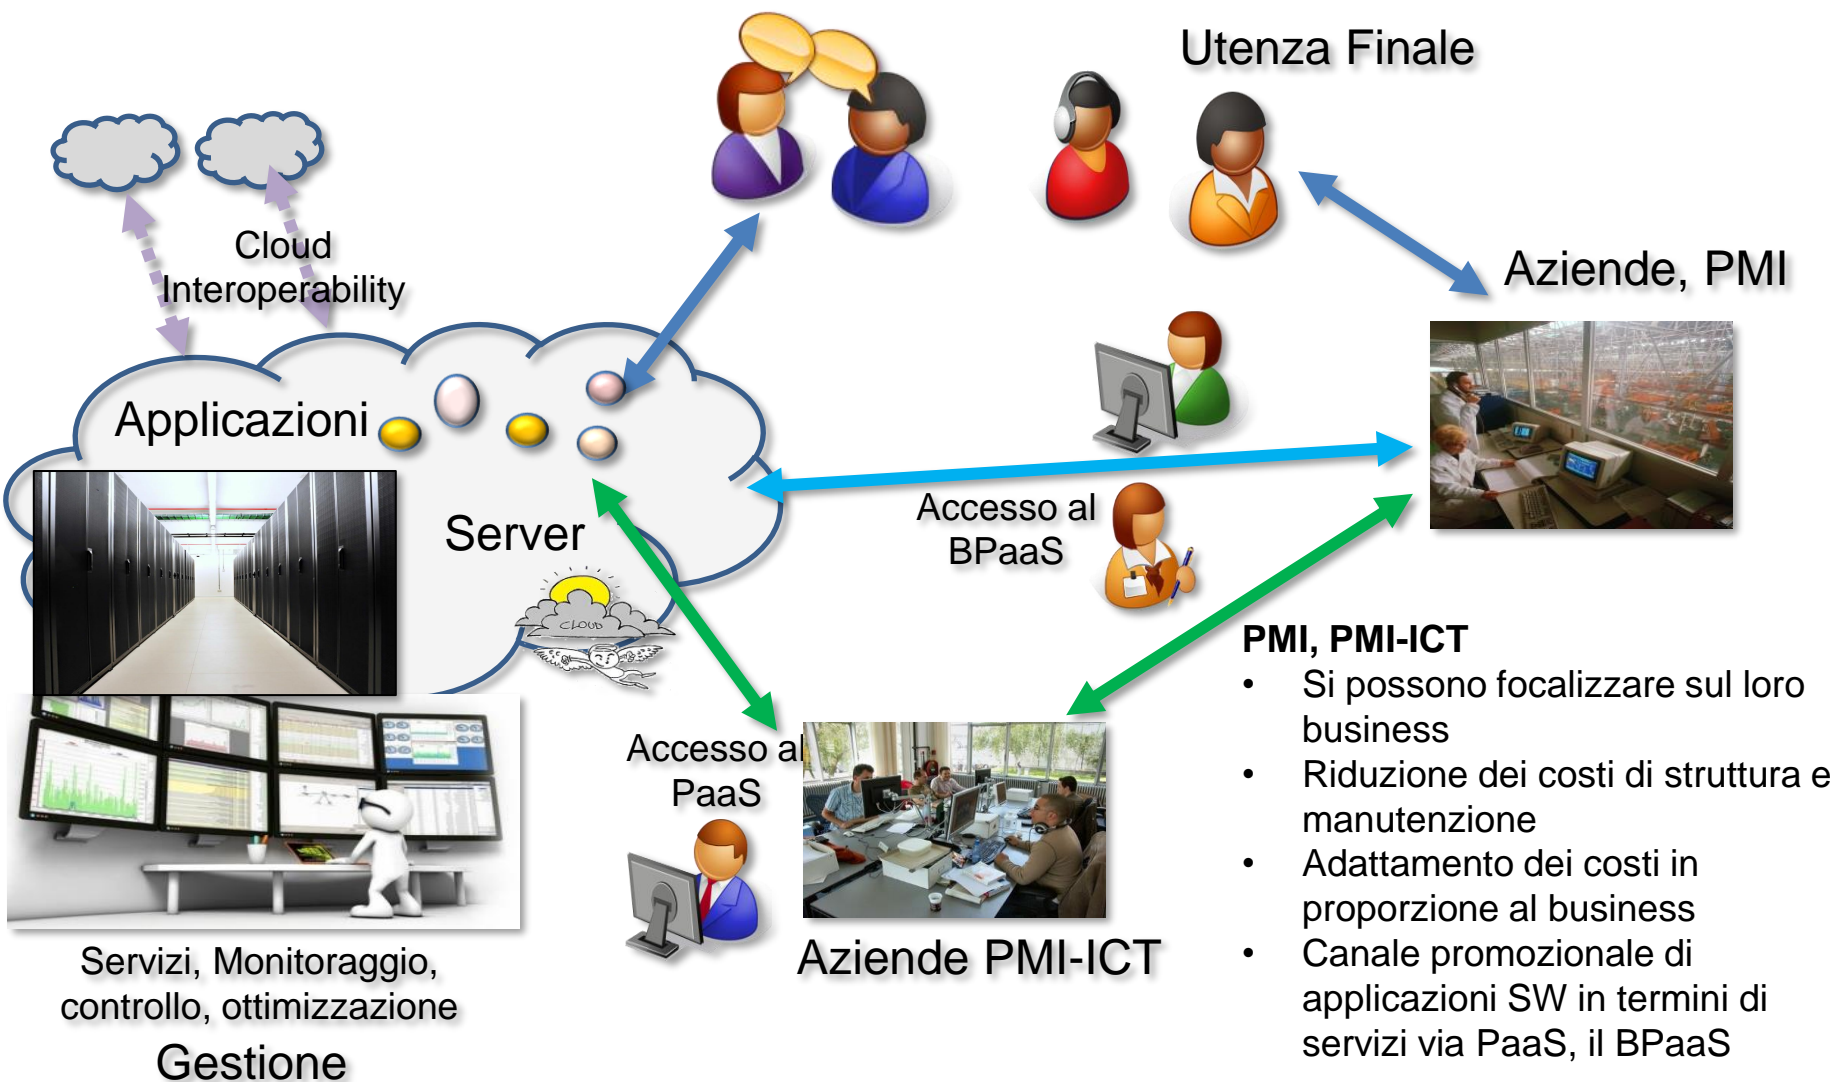 Utenza Finale
Cloud
Interoperability
Aziende, PMI
Applicazioni
Server
CLOUD
Accesso al
BPaaS
Accesso al
PaaS
Aziende PMI-ICT
Servizi, Monitoraggio,
controllo, ottimizzazione
Gestione
PMI, PMI-ICT
• Si possono focalizzare sul loro
business
• Riduzione dei costi di struttura e
manutenzione
• Adattamento dei costi in
proporzione al business
• Canale promozionale di
applicazioni SW in termini di
servizi via PaaS, il BPaaS